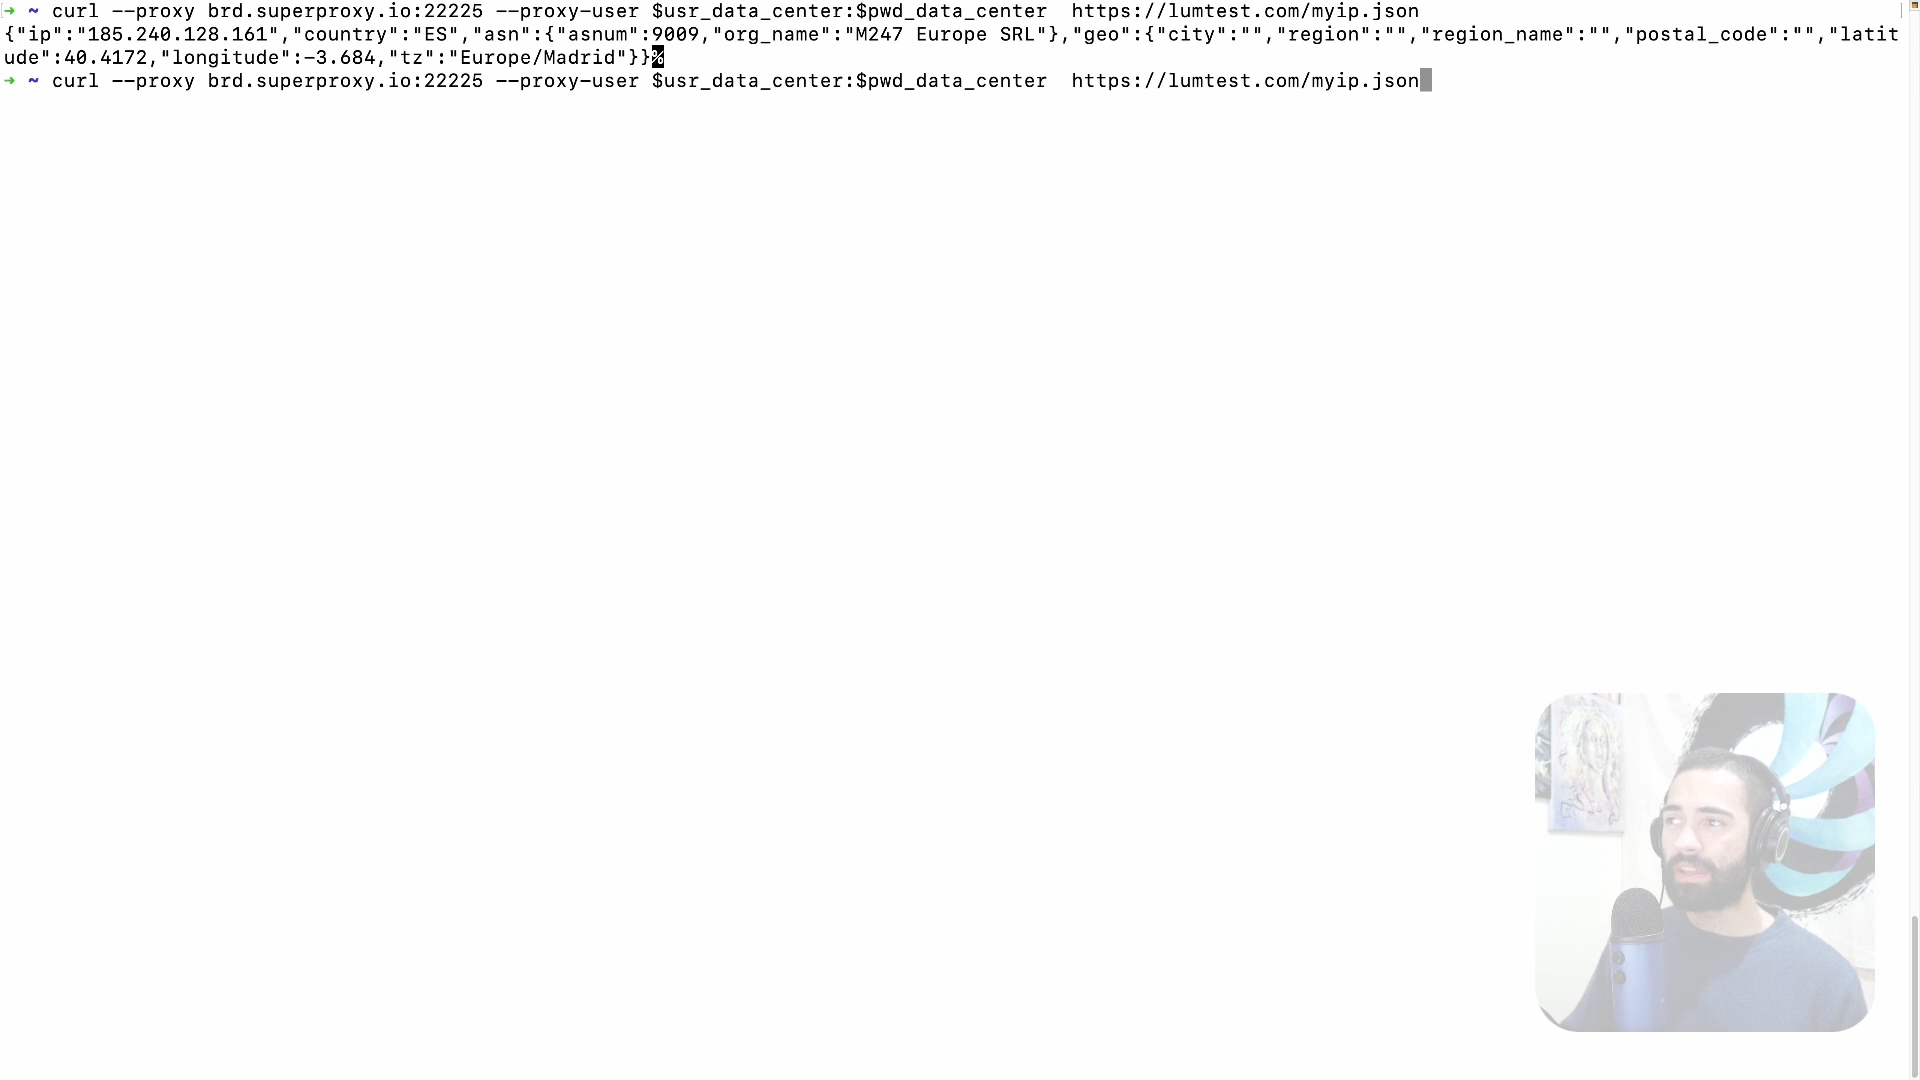 ➜ ~ curl --proxy brd.superproxy.io:22225 --proxy-user $usr_data_center:$pwd_data_center  https://lumtest.com/myip.json
{"ip":"185.240.128.161","country":"ES","asn":{"asnum":9009,"org_name":"M247 Europe SRL"},"geo":{"city":"","region":"","region_name":"","postal_code":"","latit
ude":40.4172,"longitude":-3.684,"tz":"Europe/Madrid"}}%
➜ ~ curl --proxy brd.superproxy.io:22225 --proxy-user $usr_data_center:$pwd_data_center  https://lumtest.com/myip.json